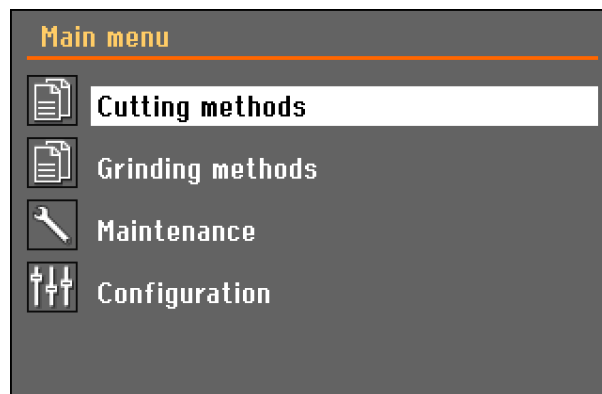 Main menu
Cutting methods
Grinding methods
Maintenance
Configuration